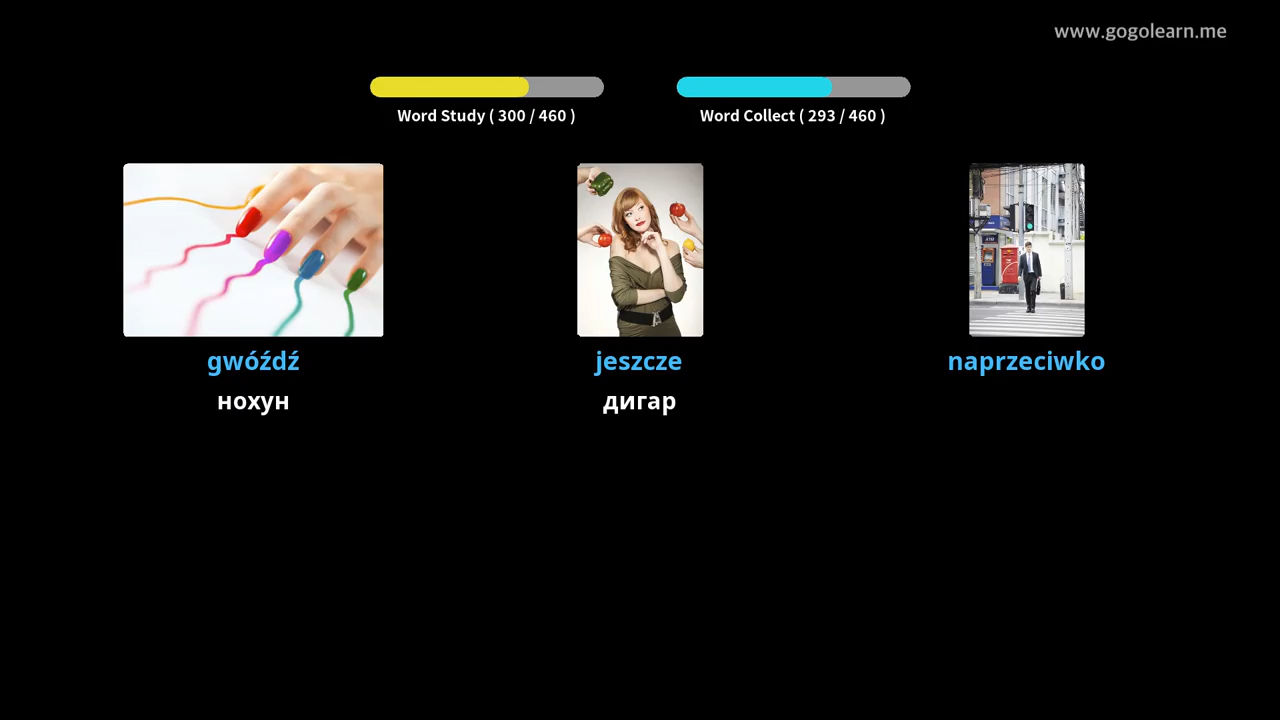 www.gogolearn.me
Word Study ( 300 / 460 )
Word Collect ( 293 / 460 )
gwóźdź
jeszcze
naprzeciwko
нохун
дигар